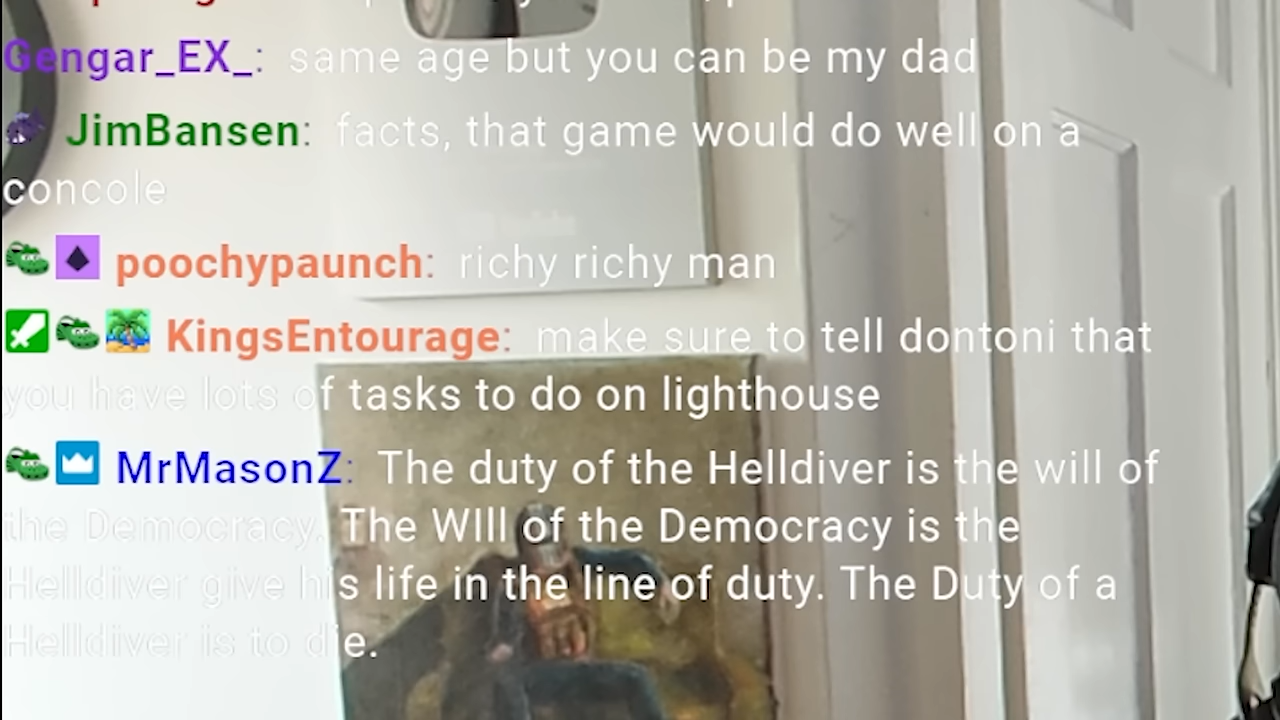 Gengar_EX_: same age but you can be my dad
JimBansen: facts, that game would do well on a
concole
poochypaunch: richy richy man
KingsEntourage: make sure to tell dontoni that
you have lots of tasks to do on lighthouse
MrMasonZ: The duty of the Helldiver is the will of
the Democracy. The WIll of the Democracy is the
Helldiver give his life in the line of duty. The Duty of a
Helldiver is to die.